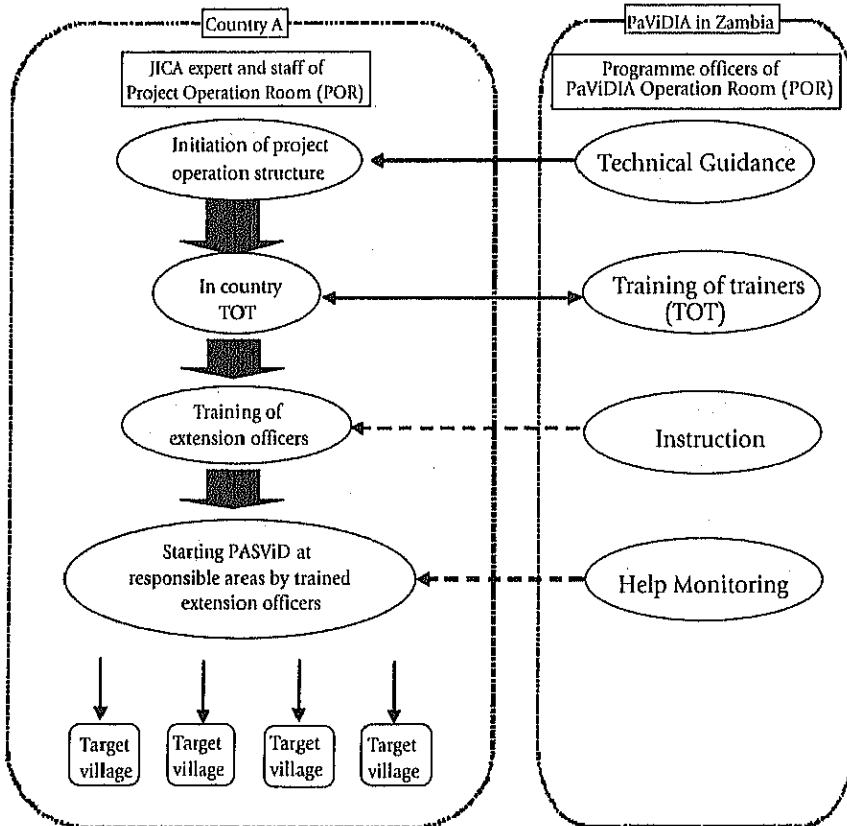 Country A
JICA expert and staff of
Project Operation Room (POR)
Initiation of project
operation structure
In country
TOT
Training of
extension officers
Starting PASViD at
responsible areas by trained
extension officers
Target
village
Target
village
Target
village
Target
village
PaViDIA in Zambia
Programme officers of
PaViDIA Operation Room (POR)
Technical Guidance
Training of trainers
(TOT)
Instruction
Help Monitoring